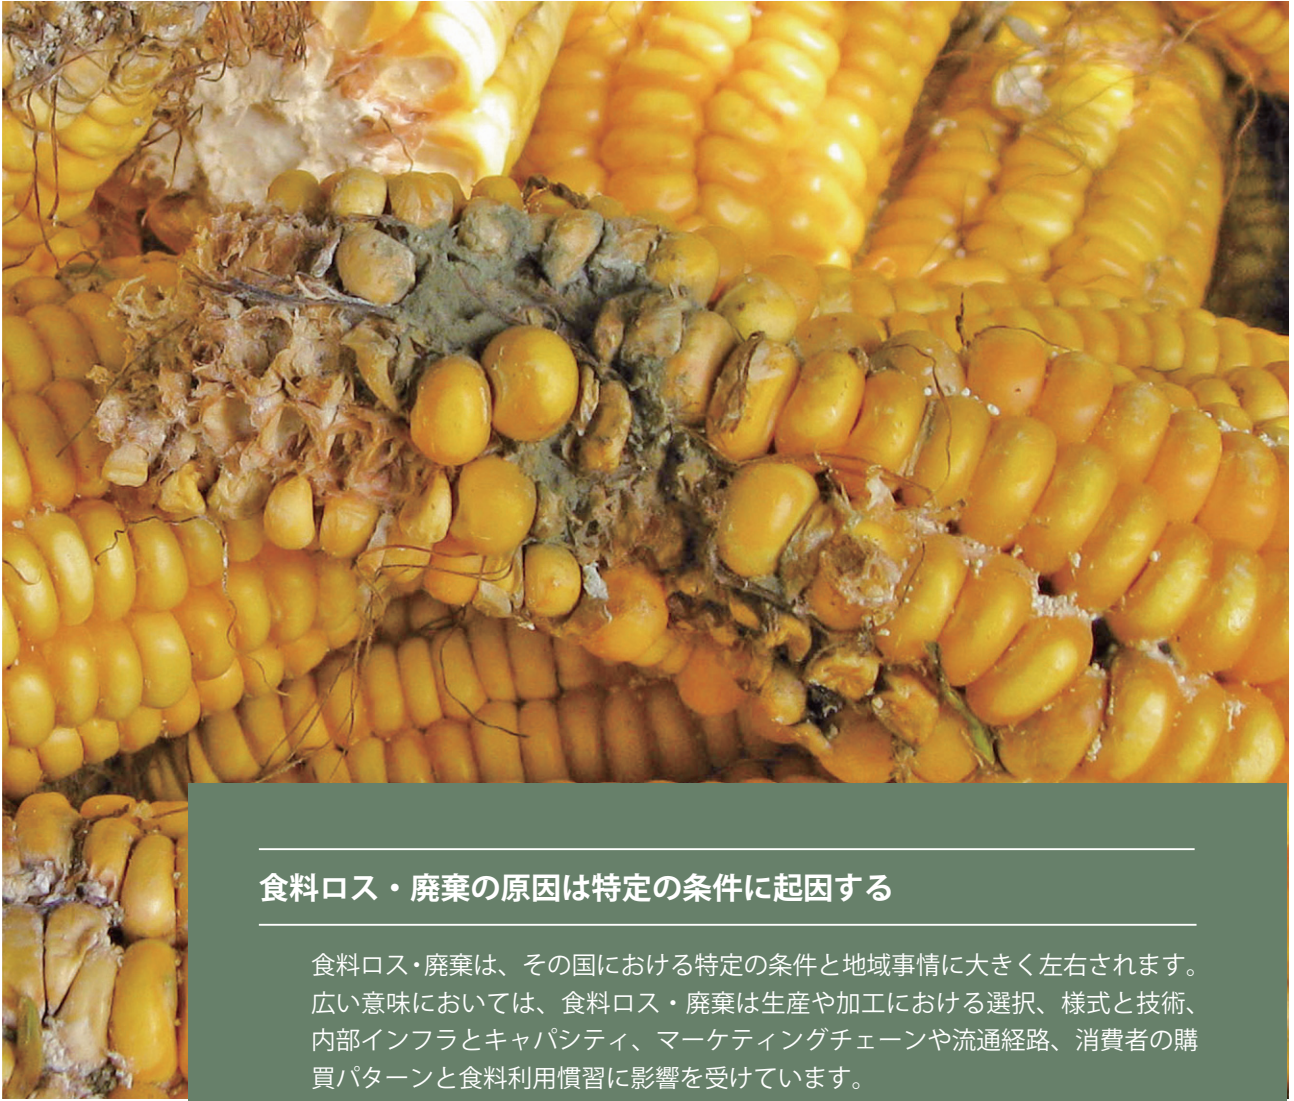 食料ロス・廃棄の原因は特定の条件に起因する
食料ロス・廃棄は、その国における特定の条件と地域事情に大きく左右されます。
広い意味においては、食料ロス・廃棄は生産や加工における選択、様式と技術、
内部インフラとキャパシティ、マーケティングチェーンや流通経路、消費者の購
買パターンと食料利用慣習に影響を受けています。